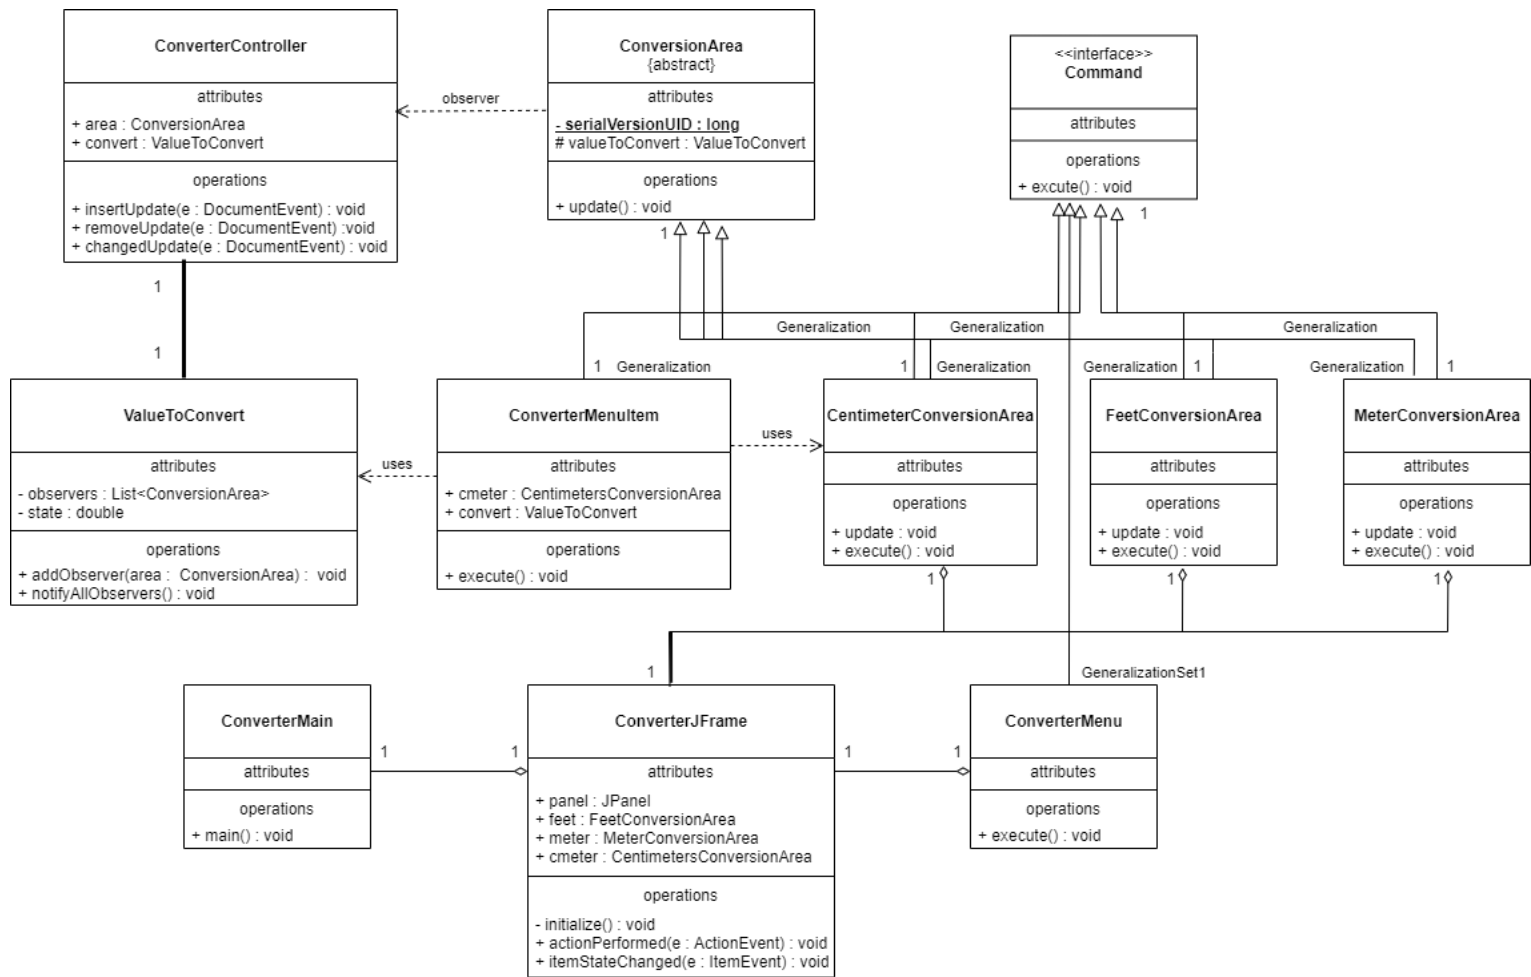 ConverterController
attributes
+ area : ConversionArea
+ convert : ValueToConvert
operations
+ insertUpdate(e : DocumentEvent) : void
+ removeUpdate(e : DocumentEvent) :void
+ changedUpdate(e : DocumentEvent) : void
observer
ConversionArea
{abstract}
attributes
- serialVersionUID : long
# valueToConvert : ValueToConvert
operations
+ update() : void
<<interface>>
Command
attributes
operations
+ excute() : void
1
1
1
1
Generalization
Generalization
Generalization
1
Generalization
1
Generalization
Generalization
1
Generalization
1
ValueToConvert
attributes
- observers : List<ConversionArea>
- state : double
operations
+ addObserver(area : ConversionArea) : void
+ notifyAllObservers() : void
uses
ConverterMenuItem
attributes
+ cmeter : CentimetersConversionArea
+ convert : ValueToConvert
operations
+ execute() : void
uses
CentimeterConversionArea
attributes
operations
+ update : void
+ execute() : void
FeetConversionArea
attributes
operations
+ update : void
+ execute() : void
MeterConversionArea
attributes
operations
+ update : void
+ execute() : void
1
1
1
1
GeneralizationSet1
ConverterMain
attributes
operations
+ main() : void
1
1
ConverterJFrame
attributes
+ panel : JPanel
+ feet : FeetConversionArea
+ meter : MeterConversionArea
+ cmeter : CentimetersConversionArea
operations
- initialize() : void
+ actionPerformed(e : ActionEvent) : void
+ itemStateChanged(e : ItemEvent) : void
1
1
ConverterMenu
attributes
operations
+ execute() : void